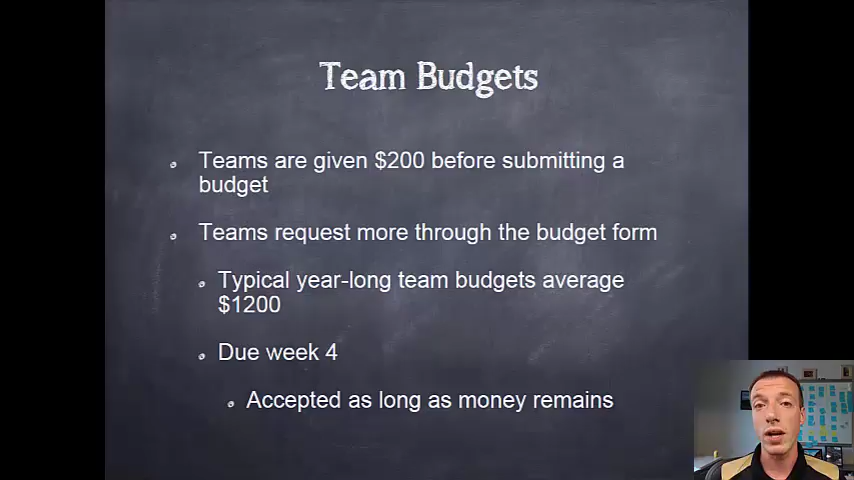 Team Budgets
Teams are given $200 before submitting a
budget
Teams request more through the budget form
Typical year-long team budgets average
$1200
Due week 4
Accepted as long as money remains